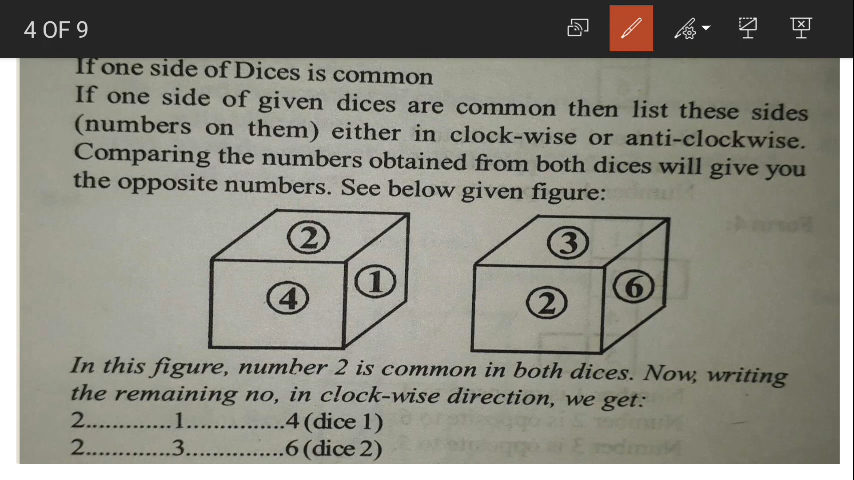 4 OF 9
If one side of Dices is common
If one side of given dices are common then list these sides
(numbers on them) either in clock-wise or anti-clockwise.
Comparing the numbers obtained from both dices will give you
the opposite numbers. See below given figure:
2
4
1
3
2
6
In this figure, number 2 is common in both dices. Now, writing
the remaining no, in clock-wise direction, we get:
2............1.............4 (dice 1)
2............3.............6 (dice 2)